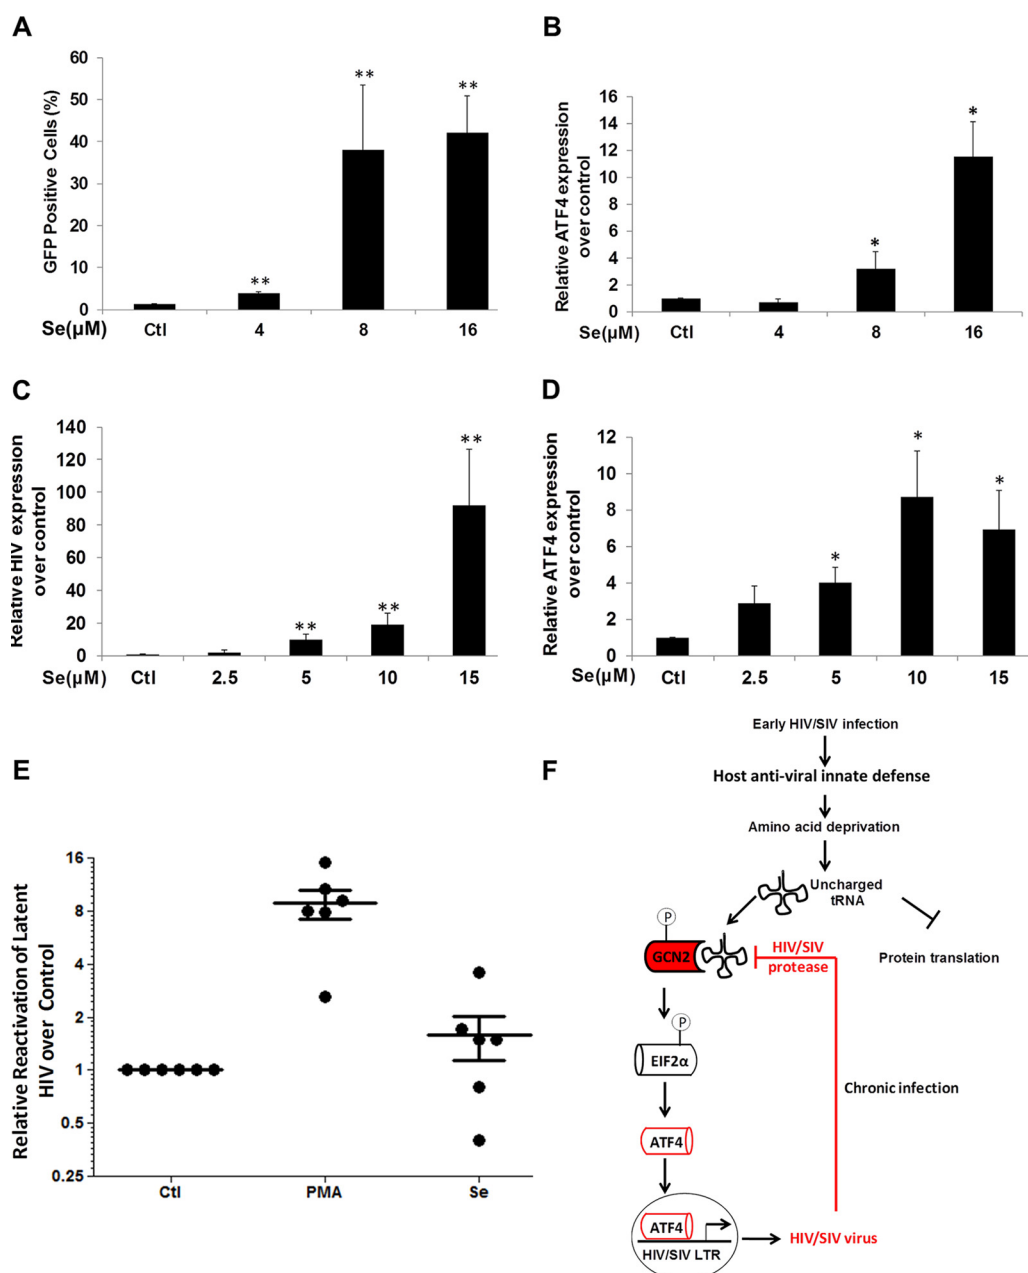 A
GFP Positive Cells (%)
60
50
40
30
20
10
0
**
**
**
Se(μM) Ctl 4 8 16
B
Relative ATF4 expression
over control
16
14
12
10
8
6
4
2
0
*
*
Se(μM) Ctl 4 8 16
C
Relative HIV expression
over control
140
120
100
80
60
40
20
0
**
**
**
Se(μM) Ctl 2.5 5 10 15
D
Relative ATF4 expression
over control
12
10
8
6
4
2
0
*
*
*
Se(μM) Ctl 2.5 5 10 15
E
Relative Reactivation of Latent
HIV over Control
16
8
4
2
1
0.5
0.25
Ctl PMA Se
F
Early HIV/SIV infection
Host anti-viral innate defense
Amino acid deprivation
Uncharged
tRNA
P
GCN2
HIV/SIV
protease
Protein translation
P
EIF2α
Chronic infection
ATF4
ATF4
HIV/SIV LTR
HIV/SIV virus